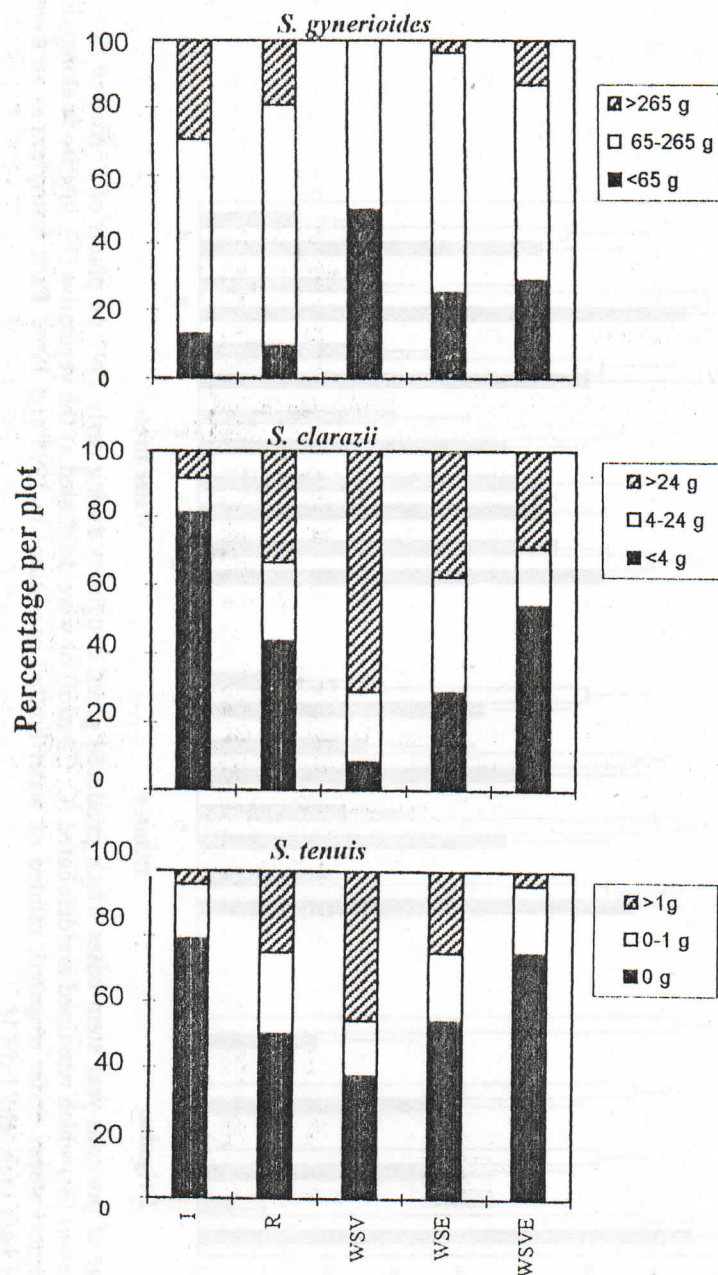 S. gynerioides
100
80
60
40
20
0
>265 g
65-265 g
<65 g
Percentage per plot
S. clarazii
100
80
60
40
20
0
>24 g
4-24 g
<4 g
S. tenuis
100
80
60
40
20
0
>1g
0-1 g
0 g
I
R
WSV
WSE
WSVE